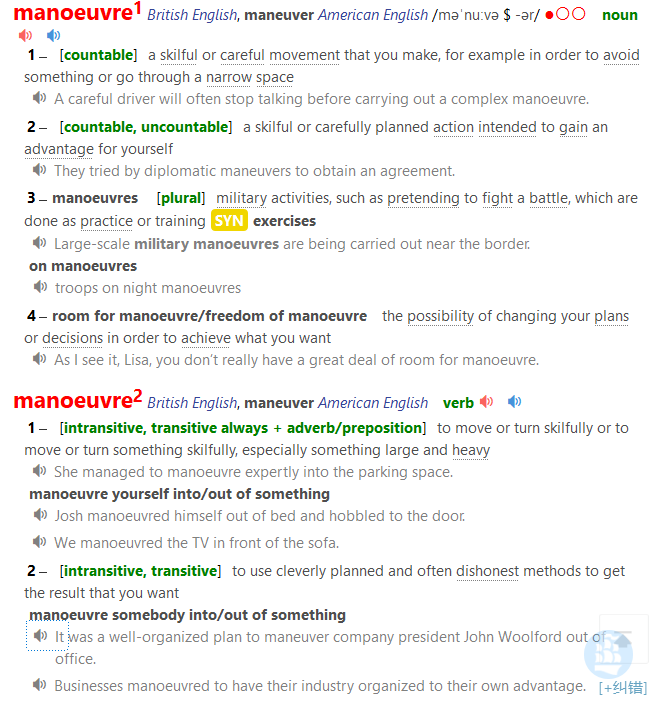 manoeuvre1 British English, maneuver American English /məˈnuːvə $ -ər/ ●○○ noun
1 – [countable] a skilful or careful movement that you make, for example in order to avoid
something or go through a narrow space
A careful driver will often stop talking before carrying out a complex manoeuvre.
2 – [countable, uncountable] a skilful or carefully planned action intended to gain an
advantage for yourself
They tried by diplomatic maneuvers to obtain an agreement.
3 – manoeuvres [plural] military activities, such as pretending to fight a battle, which are
done as practice or training SYN exercises
Large-scale military manoeuvres are being carried out near the border.
on manoeuvres
troops on night manoeuvres
4 – room for manoeuvre/freedom of manoeuvre the possibility of changing your plans
or decisions in order to achieve what you want
As I see it, Lisa, you don't really have a great deal of room for manoeuvre.
manoeuvre2 British English, maneuver American English verb
1 – [intransitive, transitive always + adverb/preposition] to move or turn skilfully or to
move or turn something skilfully, especially something large and heavy
She managed to manoeuvre expertly into the parking space.
manoeuvre yourself into/out of something
Josh manoeuvred himself out of bed and hobbled to the door.
We manoeuvred the TV in front of the sofa.
2 – [intransitive, transitive] to use cleverly planned and often dishonest methods to get
the result that you want
manoeuvre somebody into/out of something
It was a well-organized plan to maneuver company president John Woolford out of
office.
Businesses manoeuvred to have their industry organized to their own advantage. [+纠错]